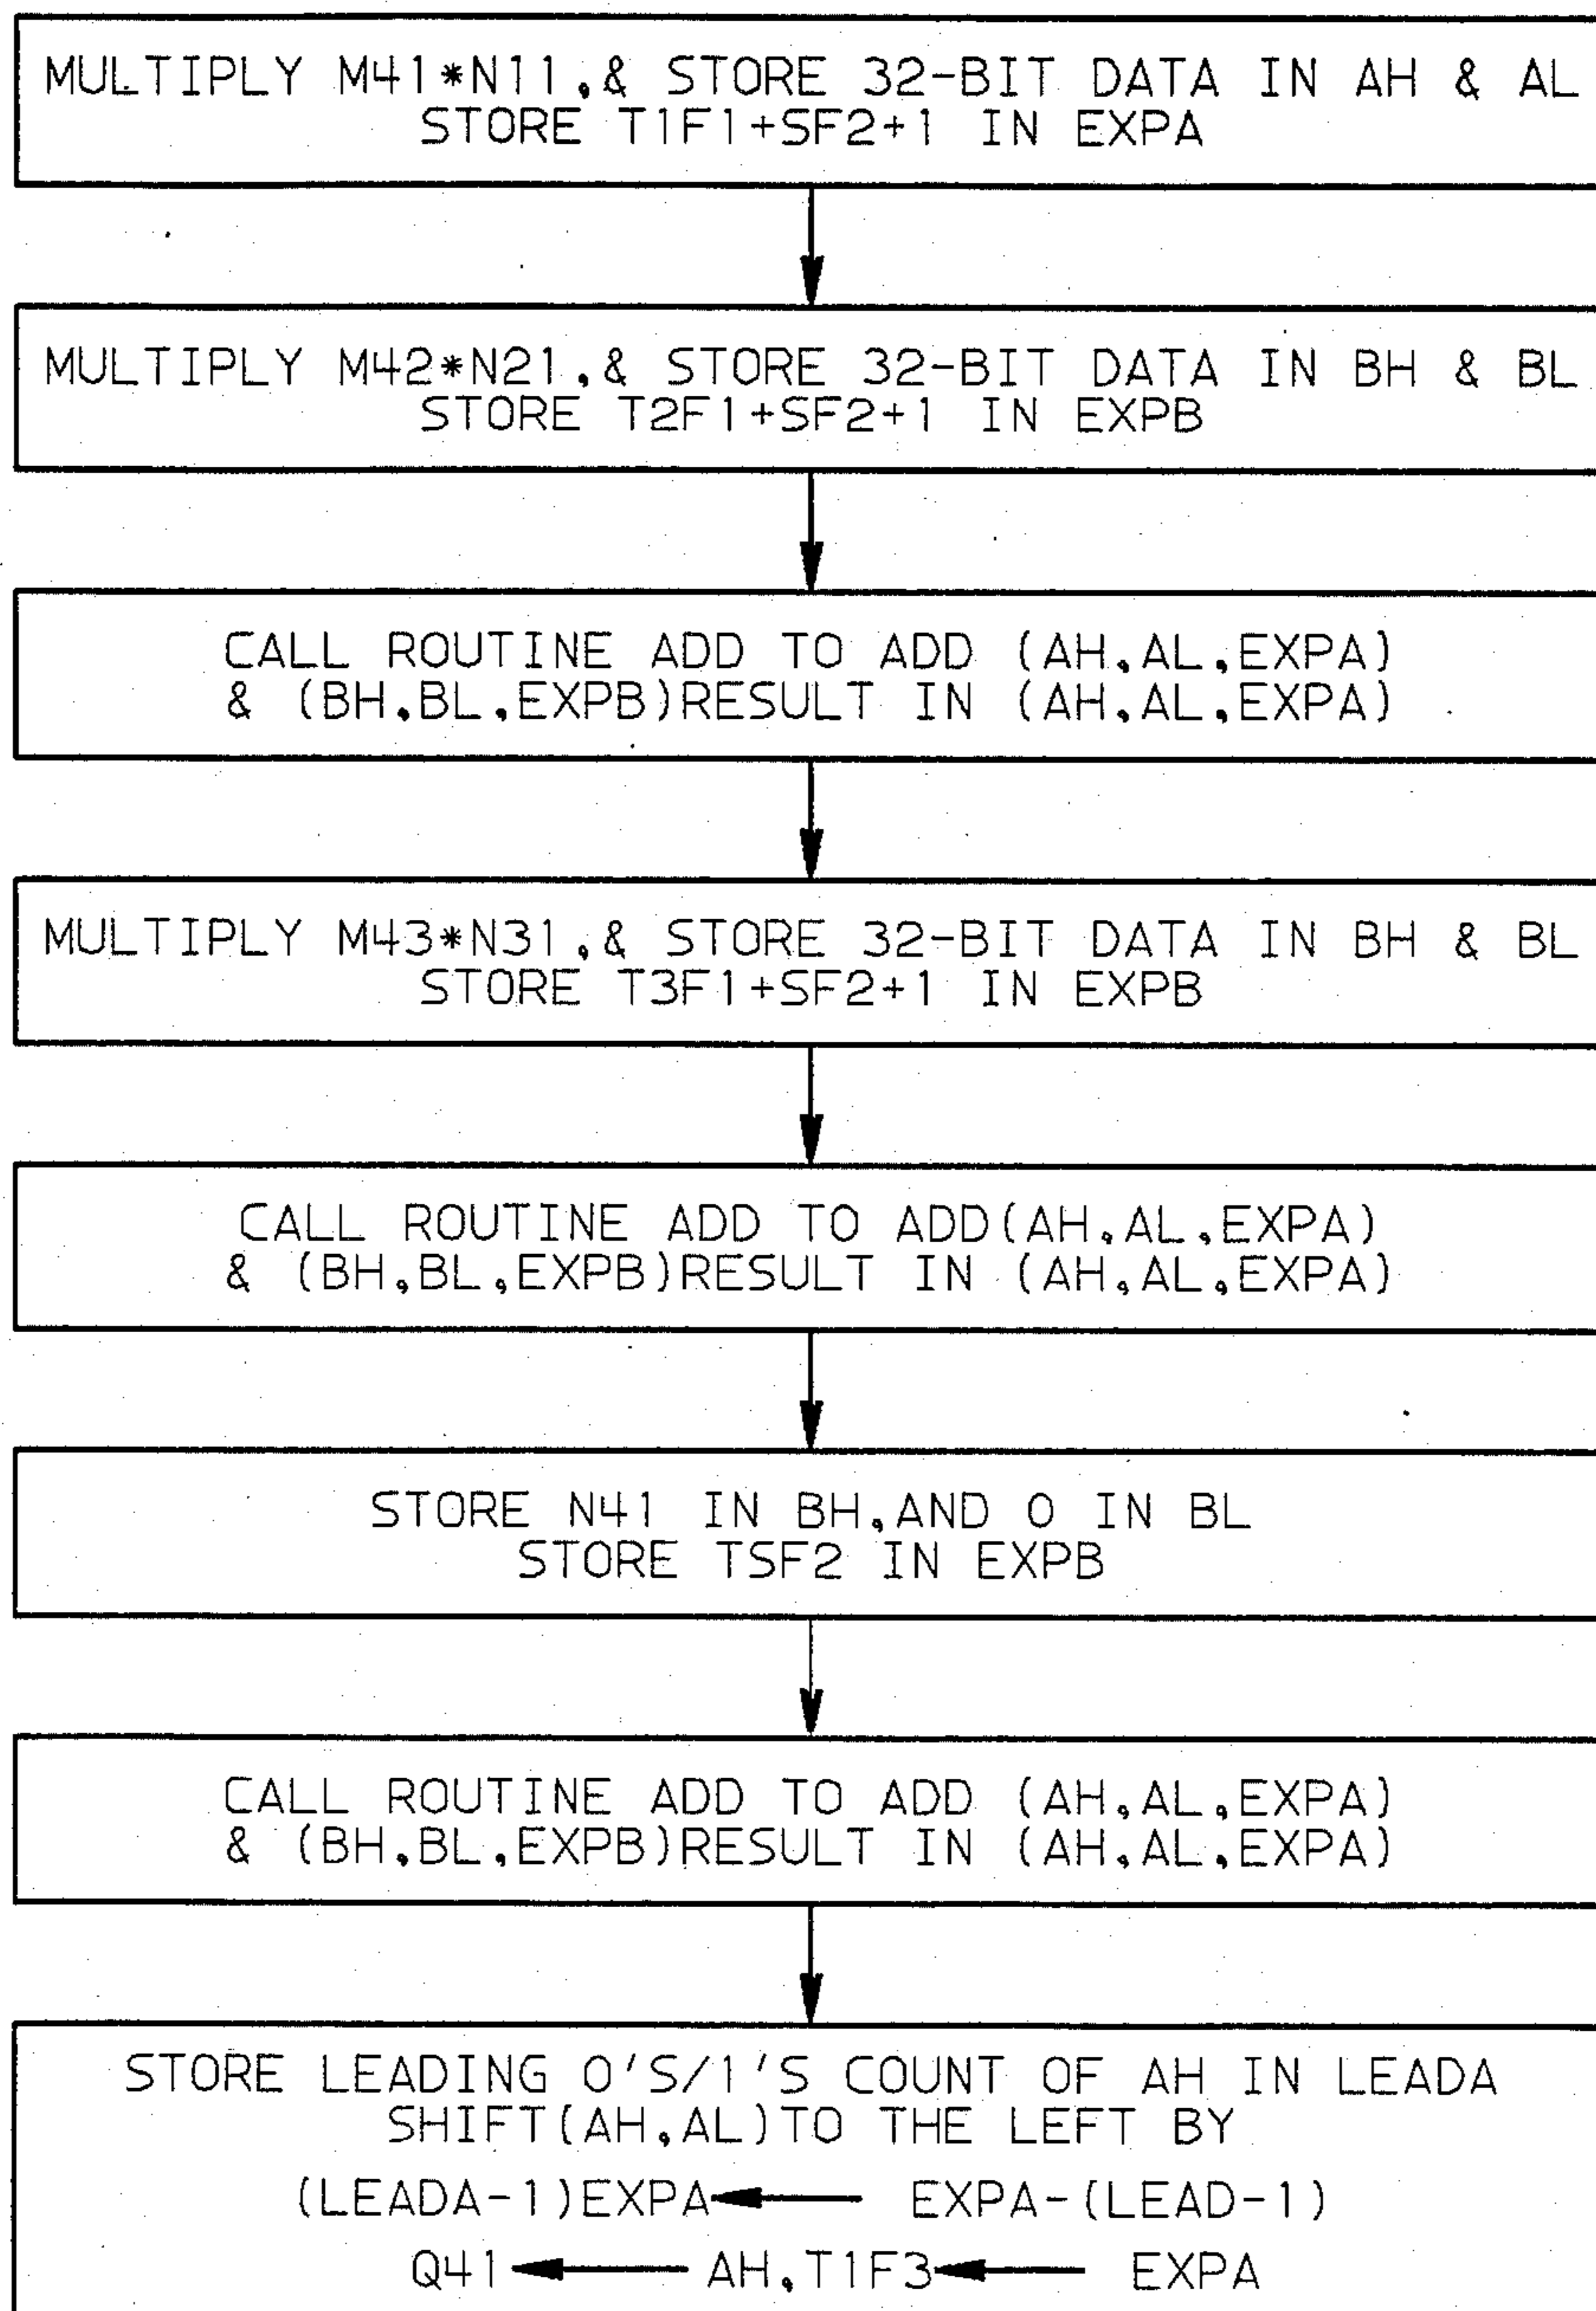 MULTIPLY M41*N11,& STORE 32-BIT DATA IN AH & AL
STORE T1F1+SF2+1 IN EXPA
MULTIPLY M42*N21,& STORE 32-BIT DATA IN BH & BL
STORE T2F1+SF2+1 IN EXPB
CALL ROUTINE ADD TO ADD (AH,AL,EXPA)
& (BH,BL,EXPB)RESULT IN (AH,AL,EXPA)
MULTIPLY M43*N31,& STORE 32-BIT DATA IN BH & BL
STORE T3F1+SF2+1 IN EXPB
CALL ROUTINE ADD TO ADD(AH,AL,EXPA)
& (BH,BL,EXPB)RESULT IN (AH,AL,EXPA)
STORE N41 IN BH,AND 0 IN BL
STORE TSF2 IN EXPB
CALL ROUTINE ADD TO ADD (AH,AL,EXPA)
& (BH,BL,EXPB)RESULT IN (AH,AL,EXPA)
STORE LEADING 0'S/1'S COUNT OF AH IN LEADA
SHIFT(AH,AL)TO THE LEFT BY
(LEADA-1)EXPA ← EXPA-(LEAD-1)
Q41 ← AH,T1F3 ← EXPA